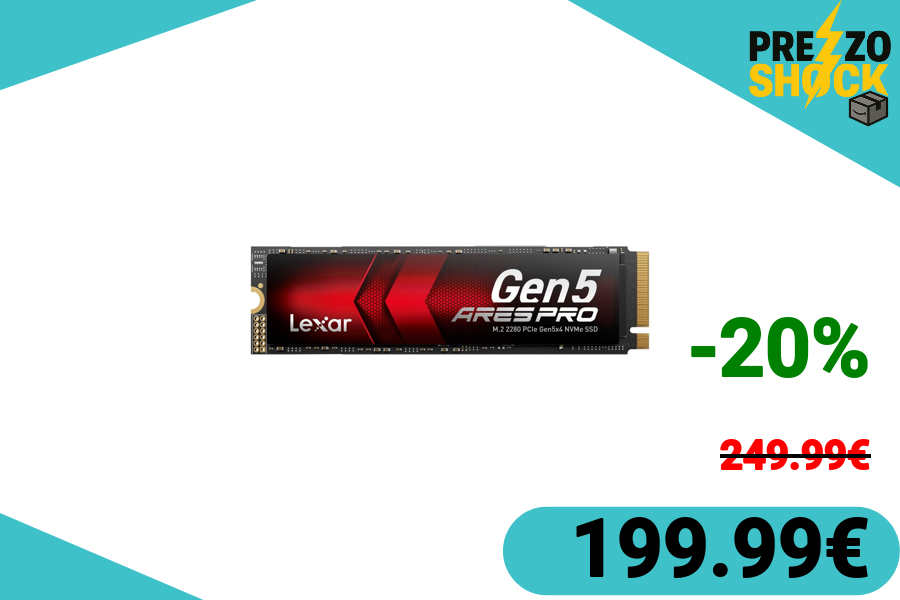 PREZZO
SHOCK
Gen5
ARES PRO
Lexar
M.2 2280 PCIe Gen5x4 NVMe SSD
-20%
249.99€
199.99€